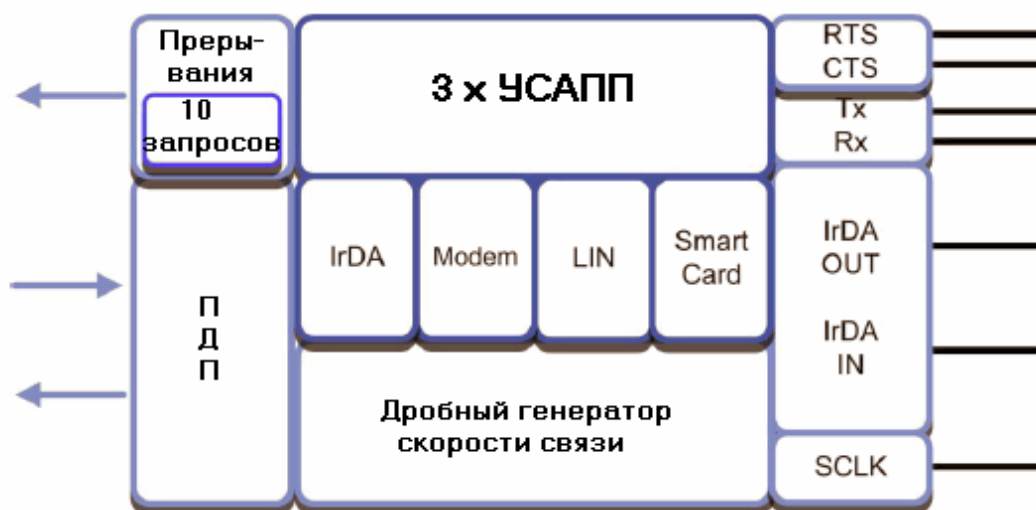 Преры-
вания
10
запросов
3 x УСАПП
RTS
CTS
Tx
Rx
П
Д
П
IrDA
Modem
LIN
Smart
Card
IrDA
OUT
IrDA
IN
Дробный генератор
скорости связи
SCLK